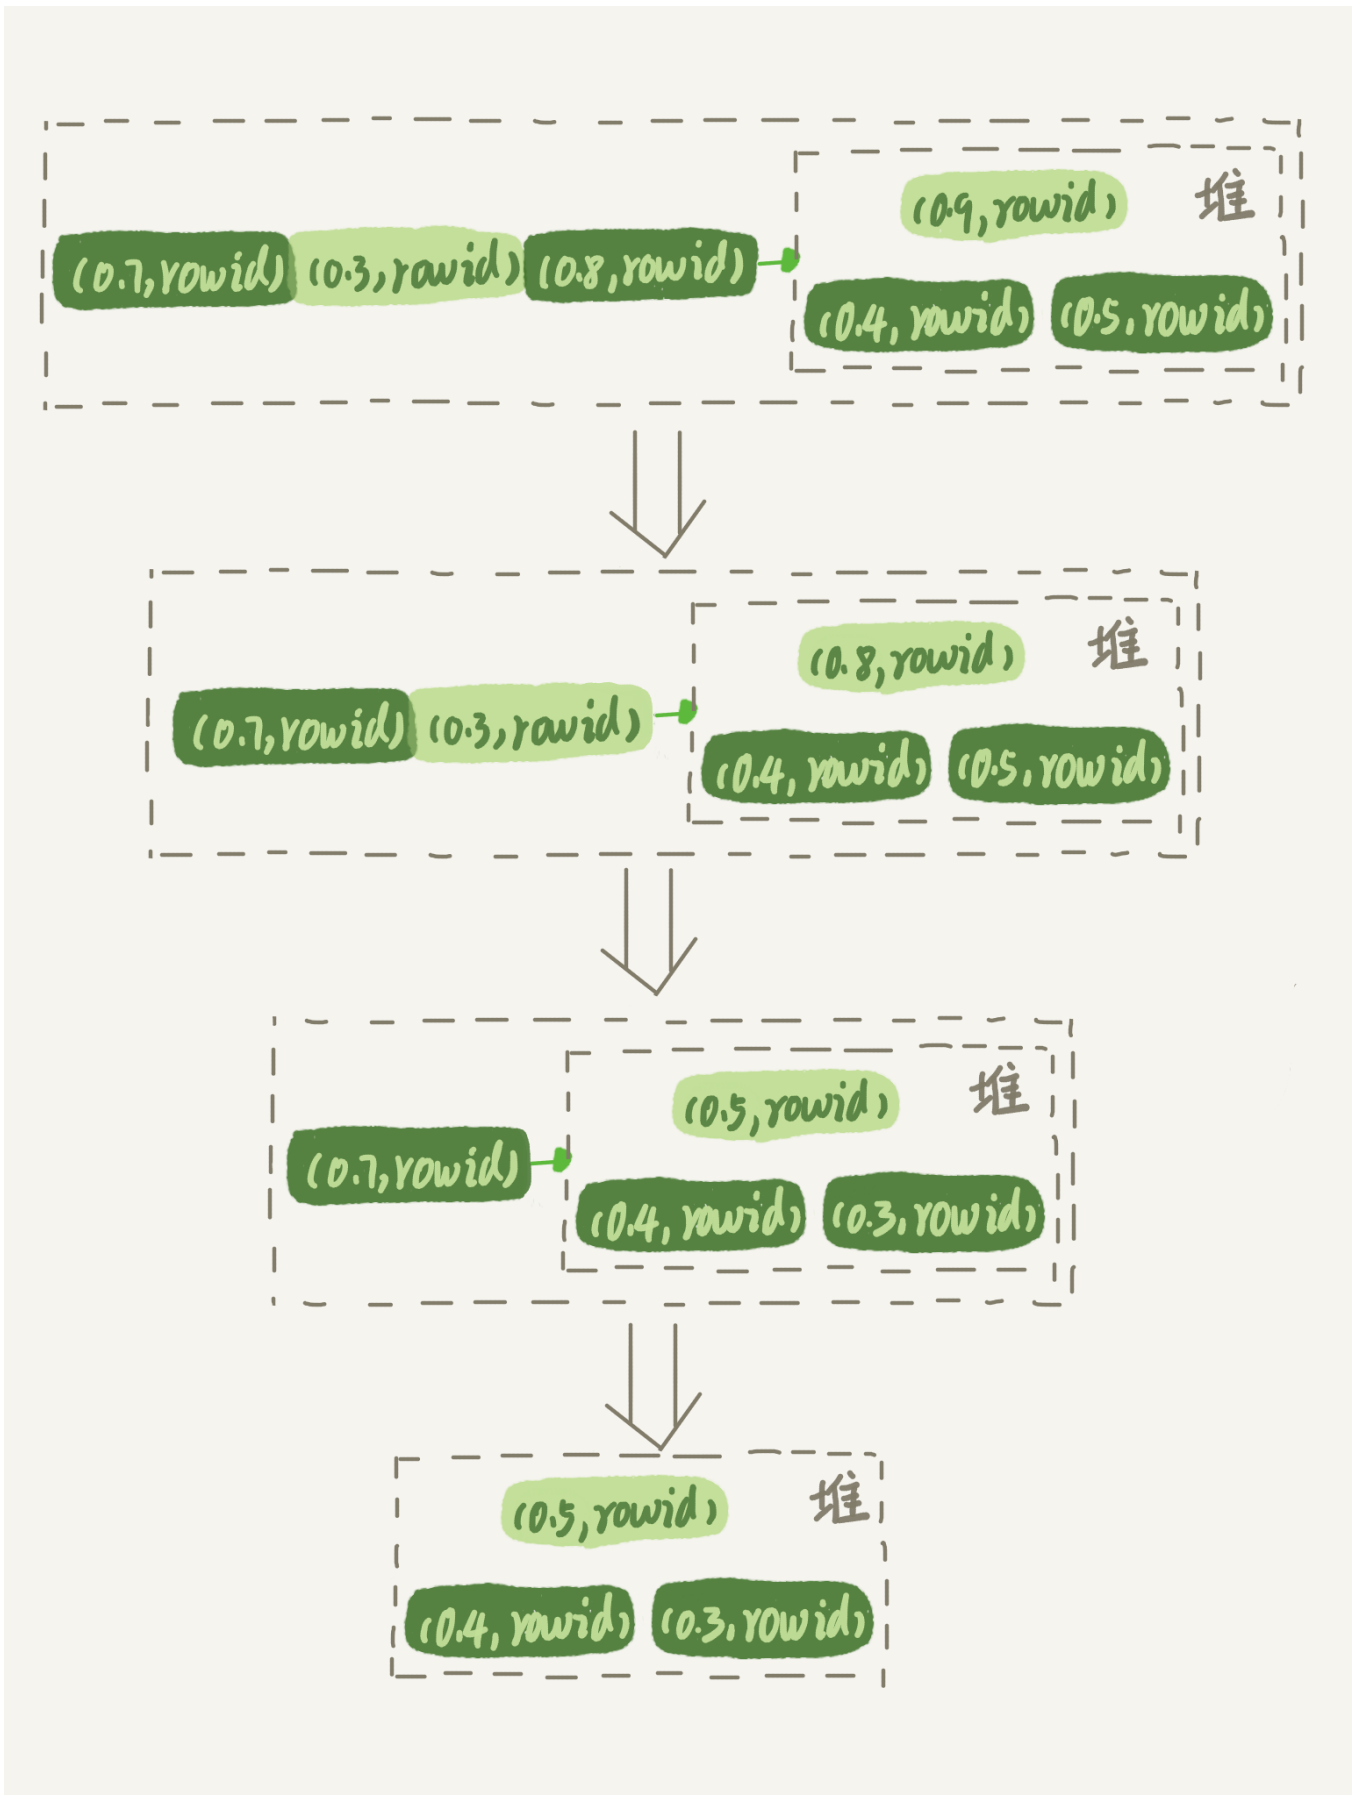 (0.9,rowid) 堆
(0.7,rowid) (0.3,rowid) (0.8,rowid)
(0.4,rowid) (0.5,rowid)
(0.8,rowid) 堆
(0.7,rowid) (0.3,rowid)
(0.4,rowid) (0.5,rowid)
(0.5,rowid) 堆
(0.7,rowid)
(0.4,rowid) (0.3,rowid)
(0.5,rowid) 堆
(0.4,rowid) (0.3,rowid)